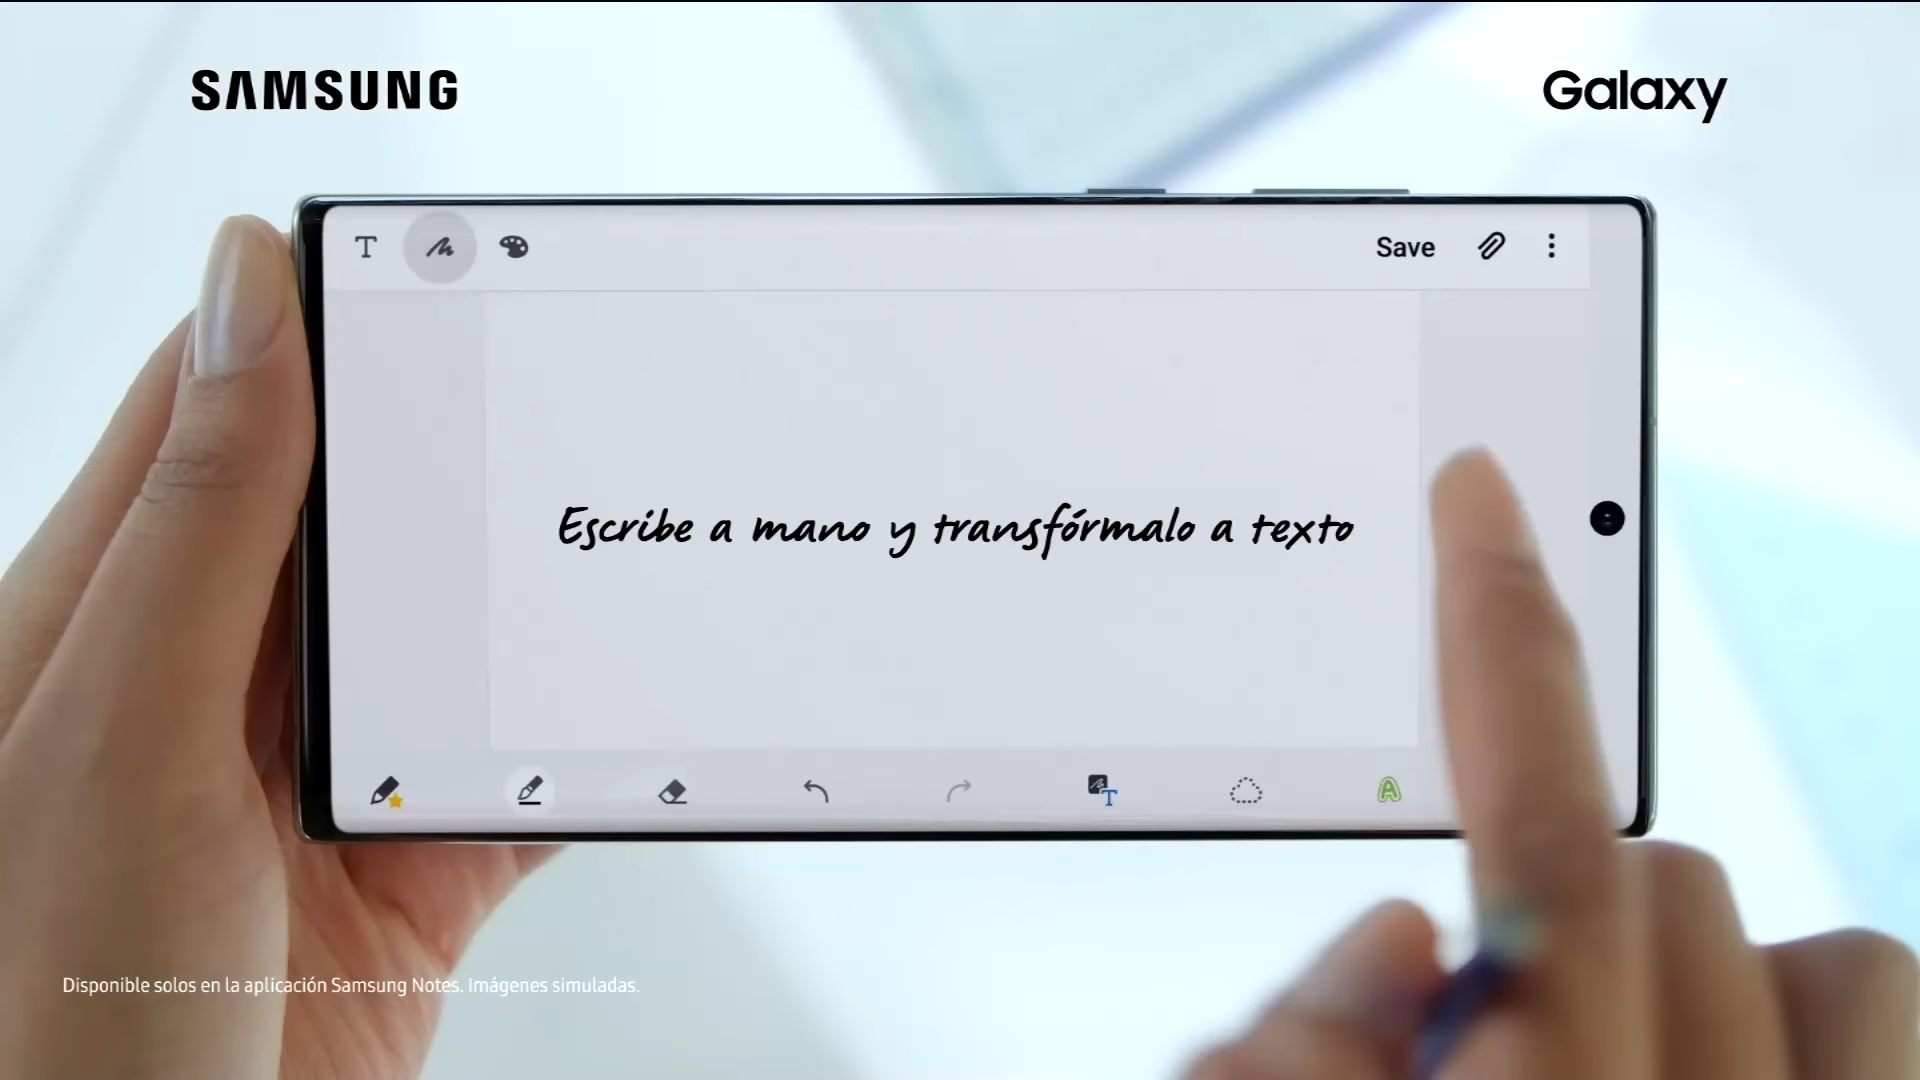 SAMSUNG
Galaxy
T
Save
Escribe a mano y transfórmalo a texto
T
A
Disponible solos en la aplicación Samsung Notes. Imágenes simuladas.